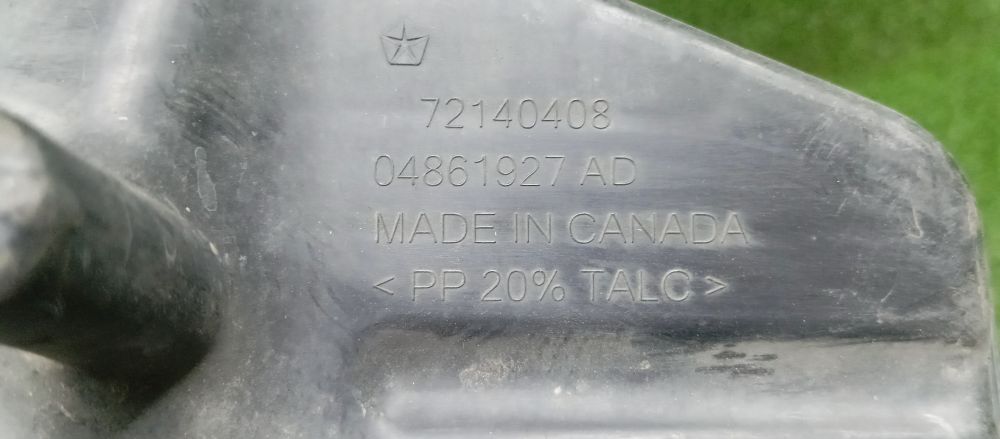 72140408
04861927 AD
MADE IN CANADA
< PP 20% TALC >